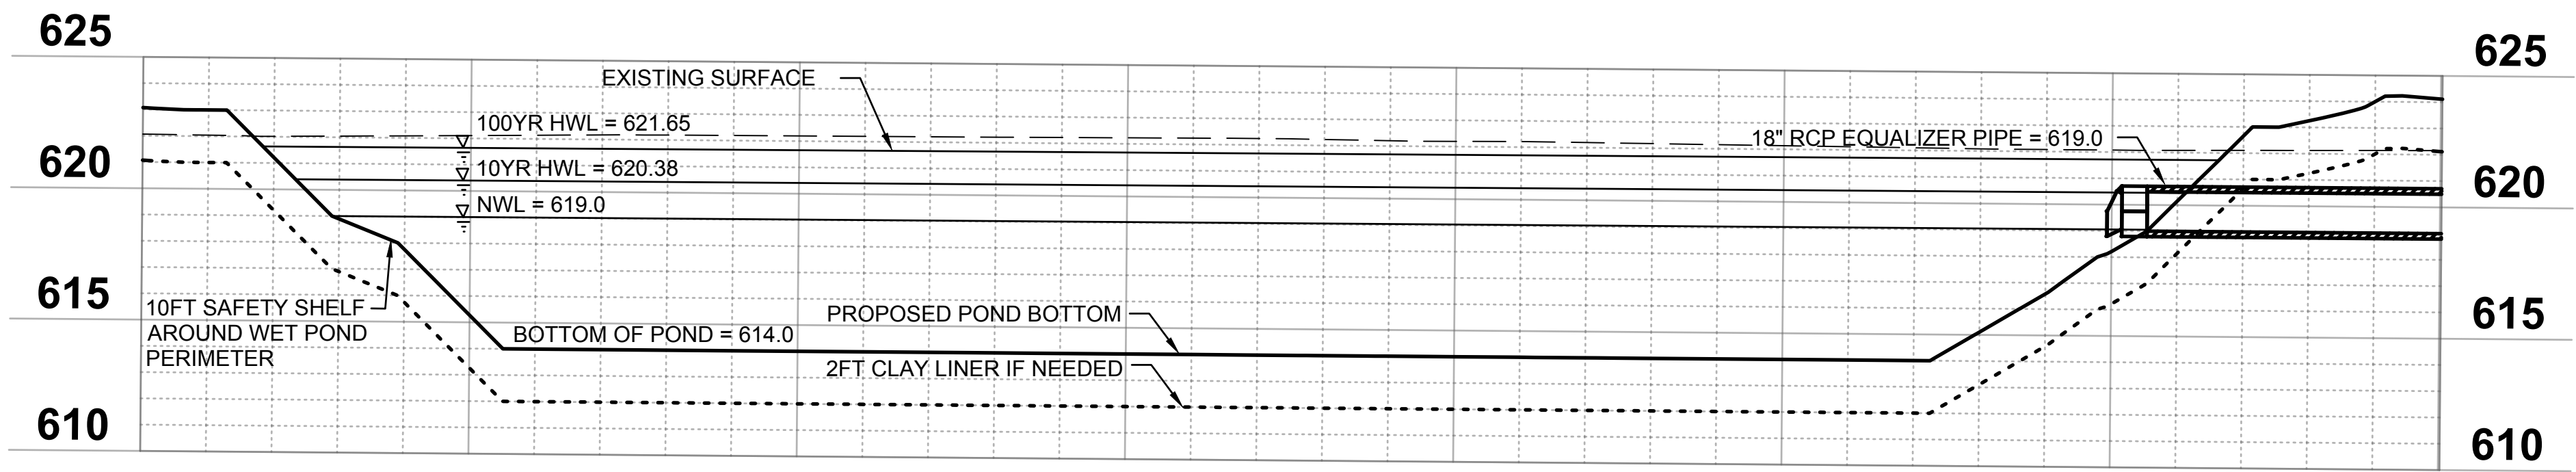 625
625
EXISTING SURFACE
100YR HWL = 621.65
18" RCP EQUALIZER PIPE = 619.0
620
10YR HWL = 620.38
620
NWL = 619.0
615
10FT SAFETY SHELF
AROUND WET POND
PERIMETER
BOTTOM OF POND = 614.0
PROPOSED POND BOTTOM
615
2FT CLAY LINER IF NEEDED
610
610